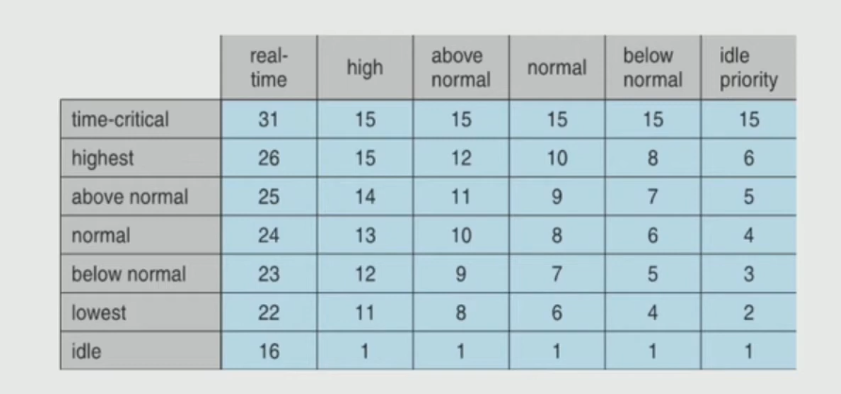 real-time high above normal normal below normal idle priority
time-critical 31 15 15 15 15 15
highest 26 15 12 10 8 6
above normal 25 14 11 9 7 5
normal 24 13 10 8 6 4
below normal 23 12 9 7 5 3
lowest 22 11 8 6 4 2
idle 16 1 1 1 1 1